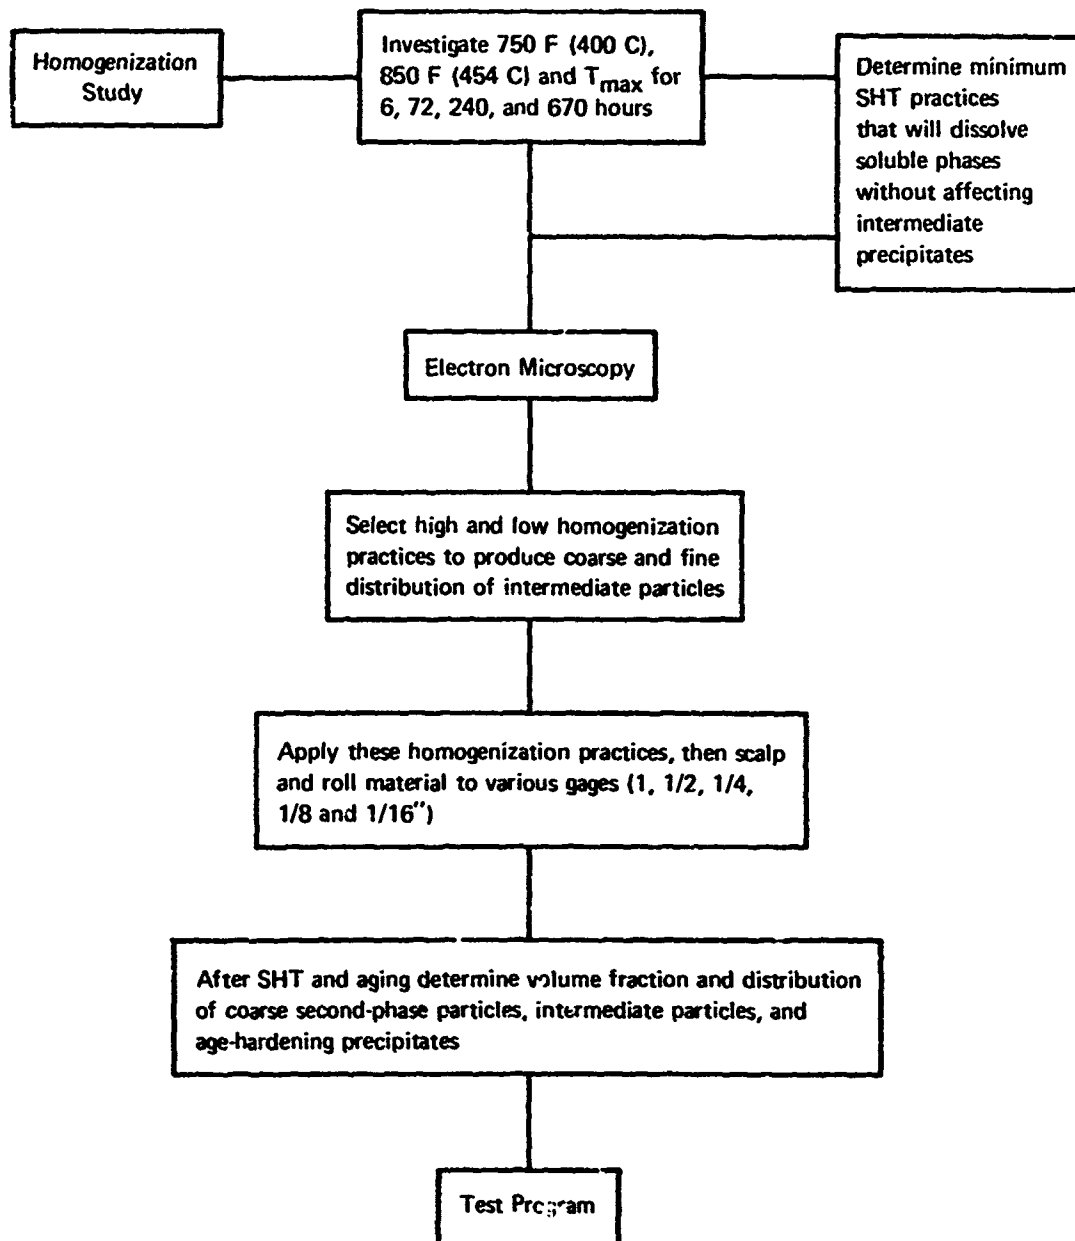 Homogenization
Study
Investigate 750 F (400 C),
850 F (454 C) and Tmax for
6, 72, 240, and 670 hours
Determine minimum
SHT practices
that will dissolve
soluble phases
without affecting
intermediate
precipitates
Electron Microscopy
Select high and low homogenization
practices to produce coarse and fine
distribution of intermediate particles
Apply these homogenization practices, then scalp
and roll material to various gages (1, 1/2, 1/4,
1/8 and 1/16")
After SHT and aging determine volume fraction and distribution
of coarse second-phase particles, intermediate particles, and
age-hardening precipitates
Test Program